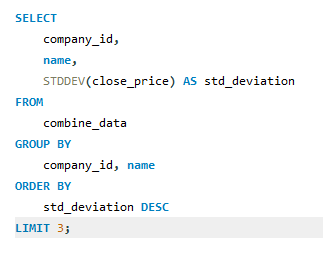 SELECT
    company_id,
    name,
    STDDEV(close_price) AS std_deviation
FROM
    combine_data
GROUP BY
    company_id, name
ORDER BY
    std_deviation DESC
LIMIT 3;